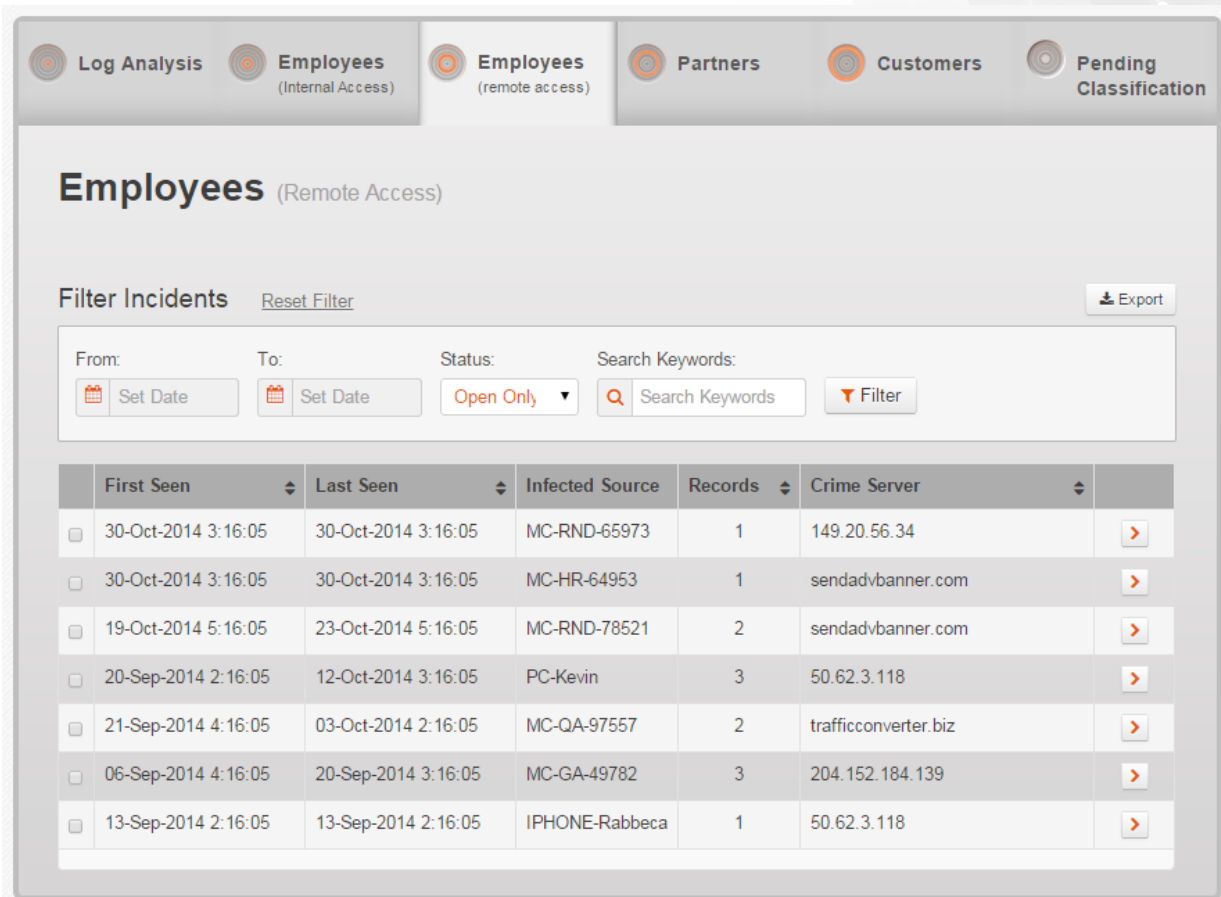 Log Analysis
Employees
(Internal Access)
Employees
(remote access)
Partners
Customers
Pending
Classification
Employees (Remote Access)
Filter Incidents Reset Filter Export
From: To: Status: Search Keywords:
Set Date Set Date Open Only Search Keywords Filter
First Seen Last Seen Infected Source Records Crime Server
30-Oct-2014 3:16:05 30-Oct-2014 3:16:05 MC-RND-65973 1 149.20.56.34
30-Oct-2014 3:16:05 30-Oct-2014 3:16:05 MC-HR-64953 1 sendadvbanner.com
19-Oct-2014 5:16:05 23-Oct-2014 5:16:05 MC-RND-78521 2 sendadvbanner.com
20-Sep-2014 2:16:05 12-Oct-2014 3:16:05 PC-Kevin 3 50.62.3.118
21-Sep-2014 4:16:05 03-Oct-2014 2:16:05 MC-QA-97557 2 trafficconverter.biz
06-Sep-2014 4:16:05 20-Sep-2014 3:16:05 MC-GA-49782 3 204.152.184.139
13-Sep-2014 2:16:05 13-Sep-2014 2:16:05 IPHONE-Rabbeca 1 50.62.3.118